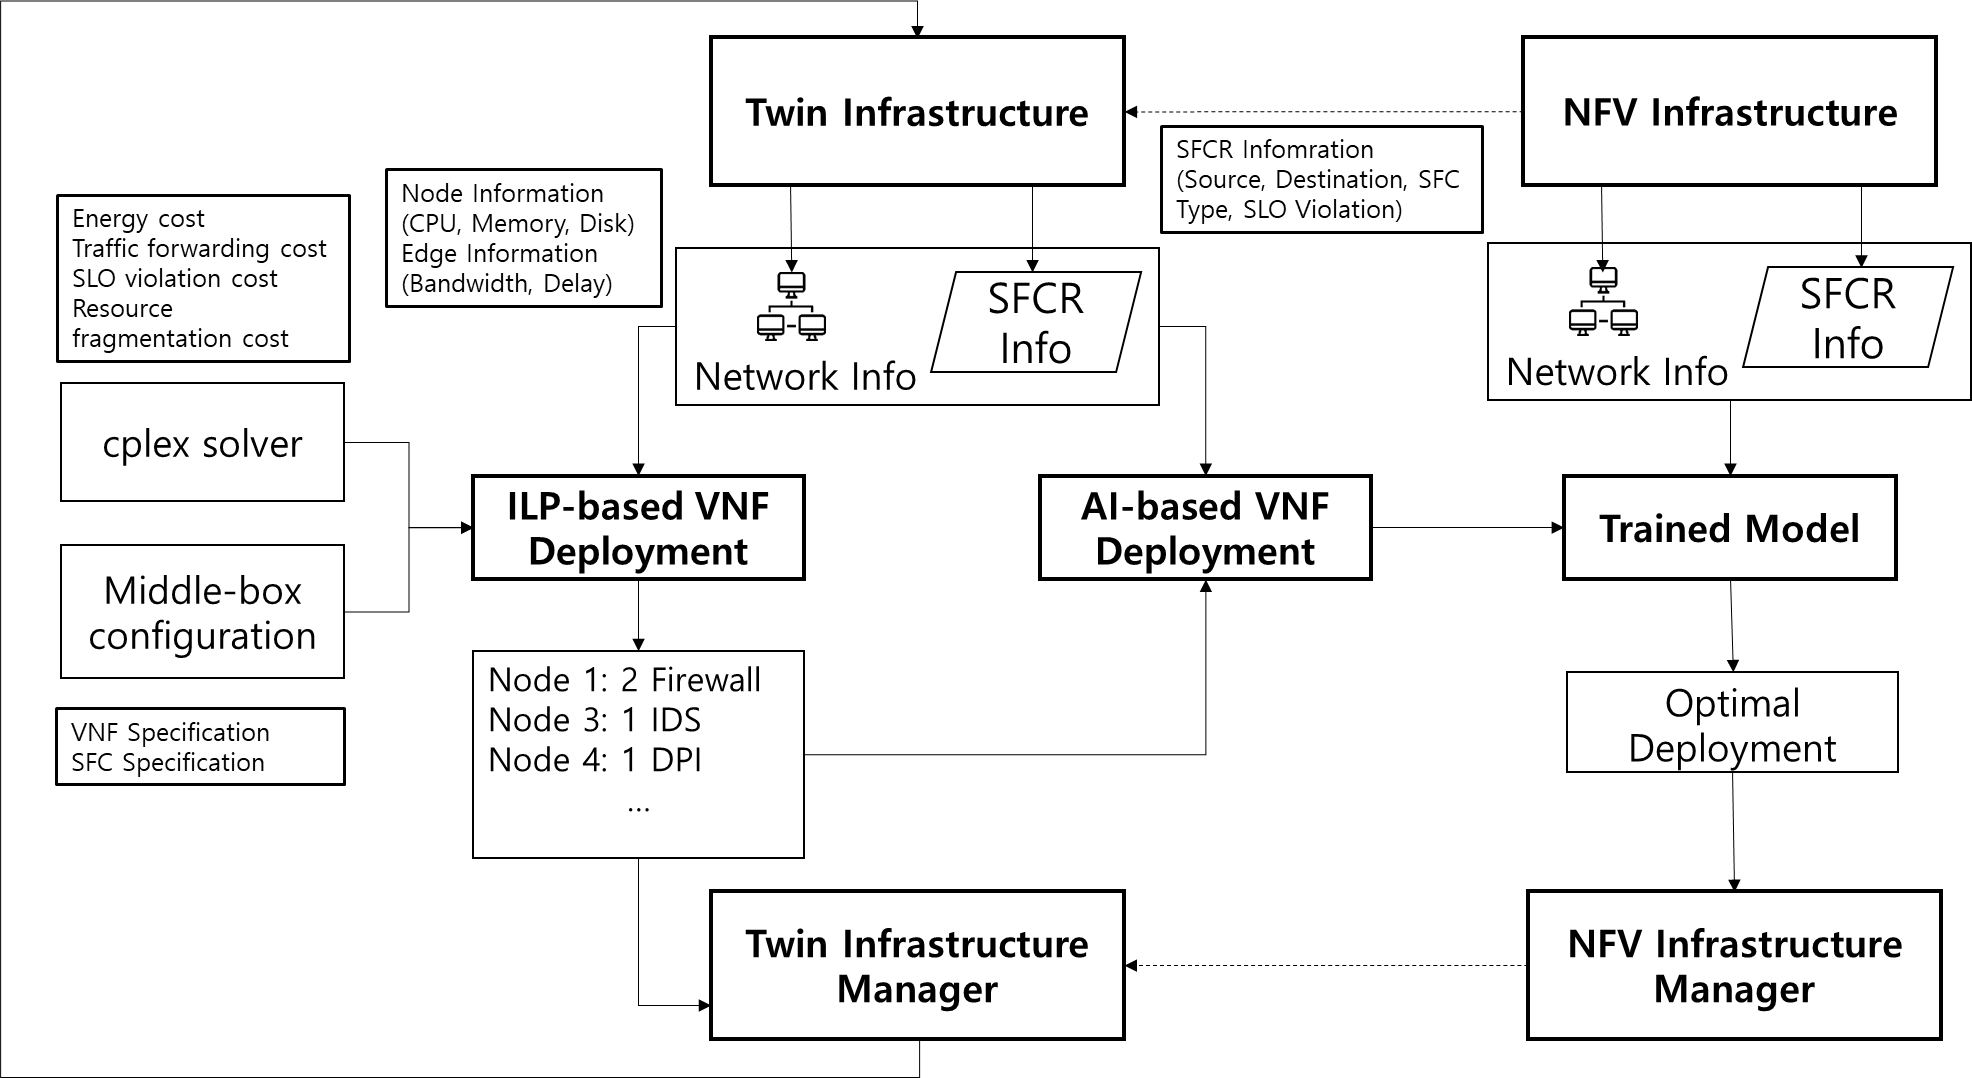 Twin Infrastructure
NFV Infrastructure
SFCR Infomration
(Source, Destination, SFC
Type, SLO Violation)
Node Information
(CPU, Memory, Disk)
Edge Information
(Bandwidth, Delay)
Energy cost
Traffic forwarding cost
SLO violation cost
Resource
fragmentation cost
SFCR
Info
Network Info
SFCR
Info
Network Info
cplex solver
ILP-based VNF
Deployment
AI-based VNF
Deployment
Trained Model
Middle-box
configuration
Node 1: 2 Firewall
Node 3: 1 IDS
Node 4: 1 DPI
...
VNF Specification
SFC Specification
Optimal
Deployment
Twin Infrastructure
Manager
NFV Infrastructure
Manager